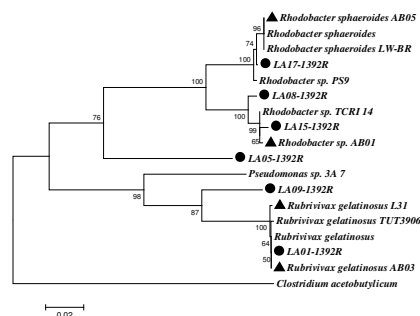 Rhodobacter sphaeroides AB05
96
Rhodobacter sphaeroides
74
Rhodobacter sphaeroides LW-BR
100
LA17-1392R
Rhodobacter sp. PS9
100
LA08-1392R
100
Rhodobacter sp. TCRI 14
76
LA15-1392R
99
65
Rhodobacter sp. AB01
LA05-1392R
Pseudomonas sp. 3A 7
98
LA09-1392R
87
Rubrivivax gelatinosus L31
Rubrivivax gelatinosus TUT3906
100
Rubrivivax gelatinosus
64
LA01-1392R
50
Rubrivivax gelatinosus AB03
Clostridium acetobutylicum
0.02